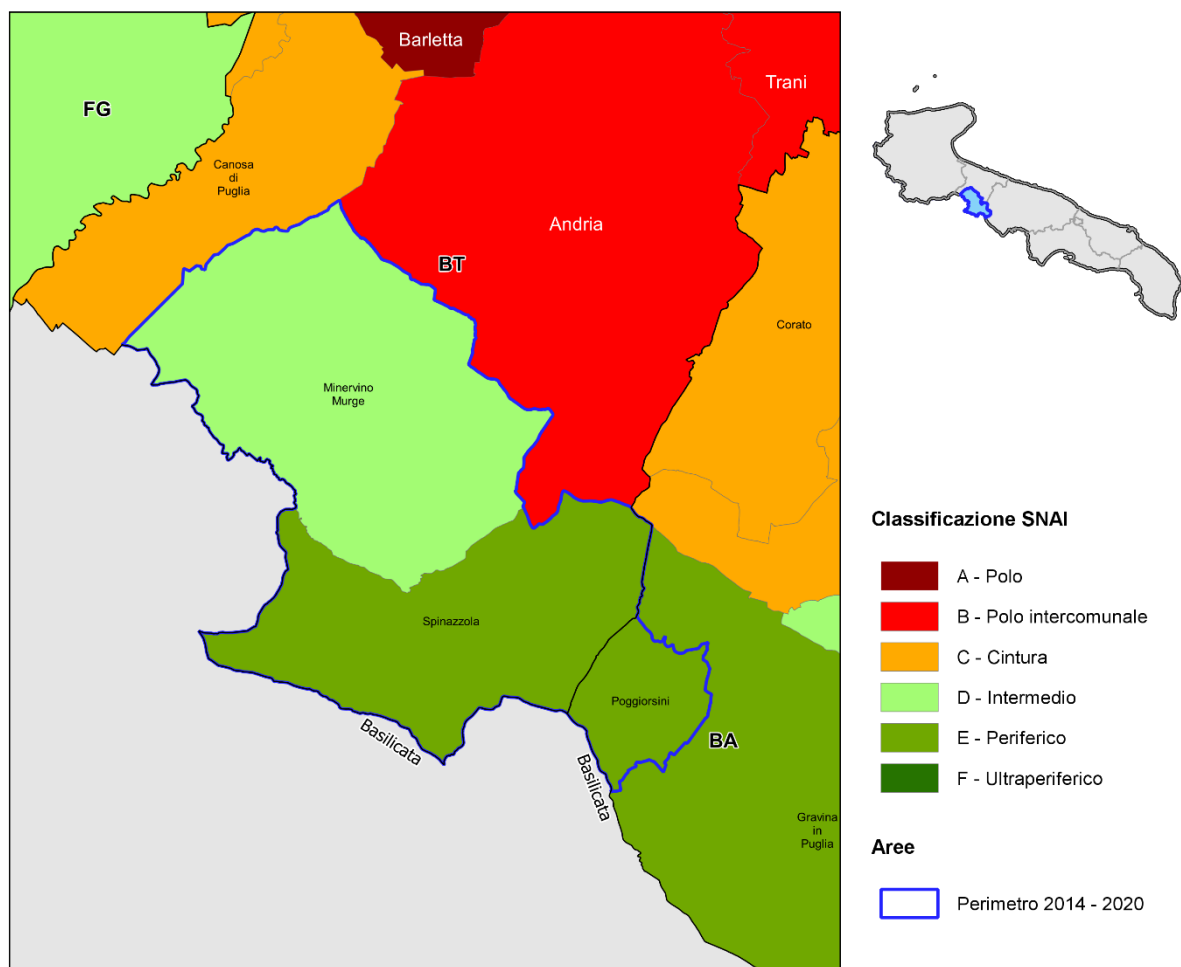 Barletta
Trani
FG
Canosa
di
Puglia
Andria
BT
Corato
Minervino
Murge
Spinazzola
Poggiorsini
BA
Basilicata
Basilicata
Gravina
in
Puglia
Classificazione SNAI
A - Polo
B - Polo intercomunale
C - Cintura
D - Intermedio
E - Periferico
F - Ultraperiferico
Aree
Perimetro 2014 - 2020